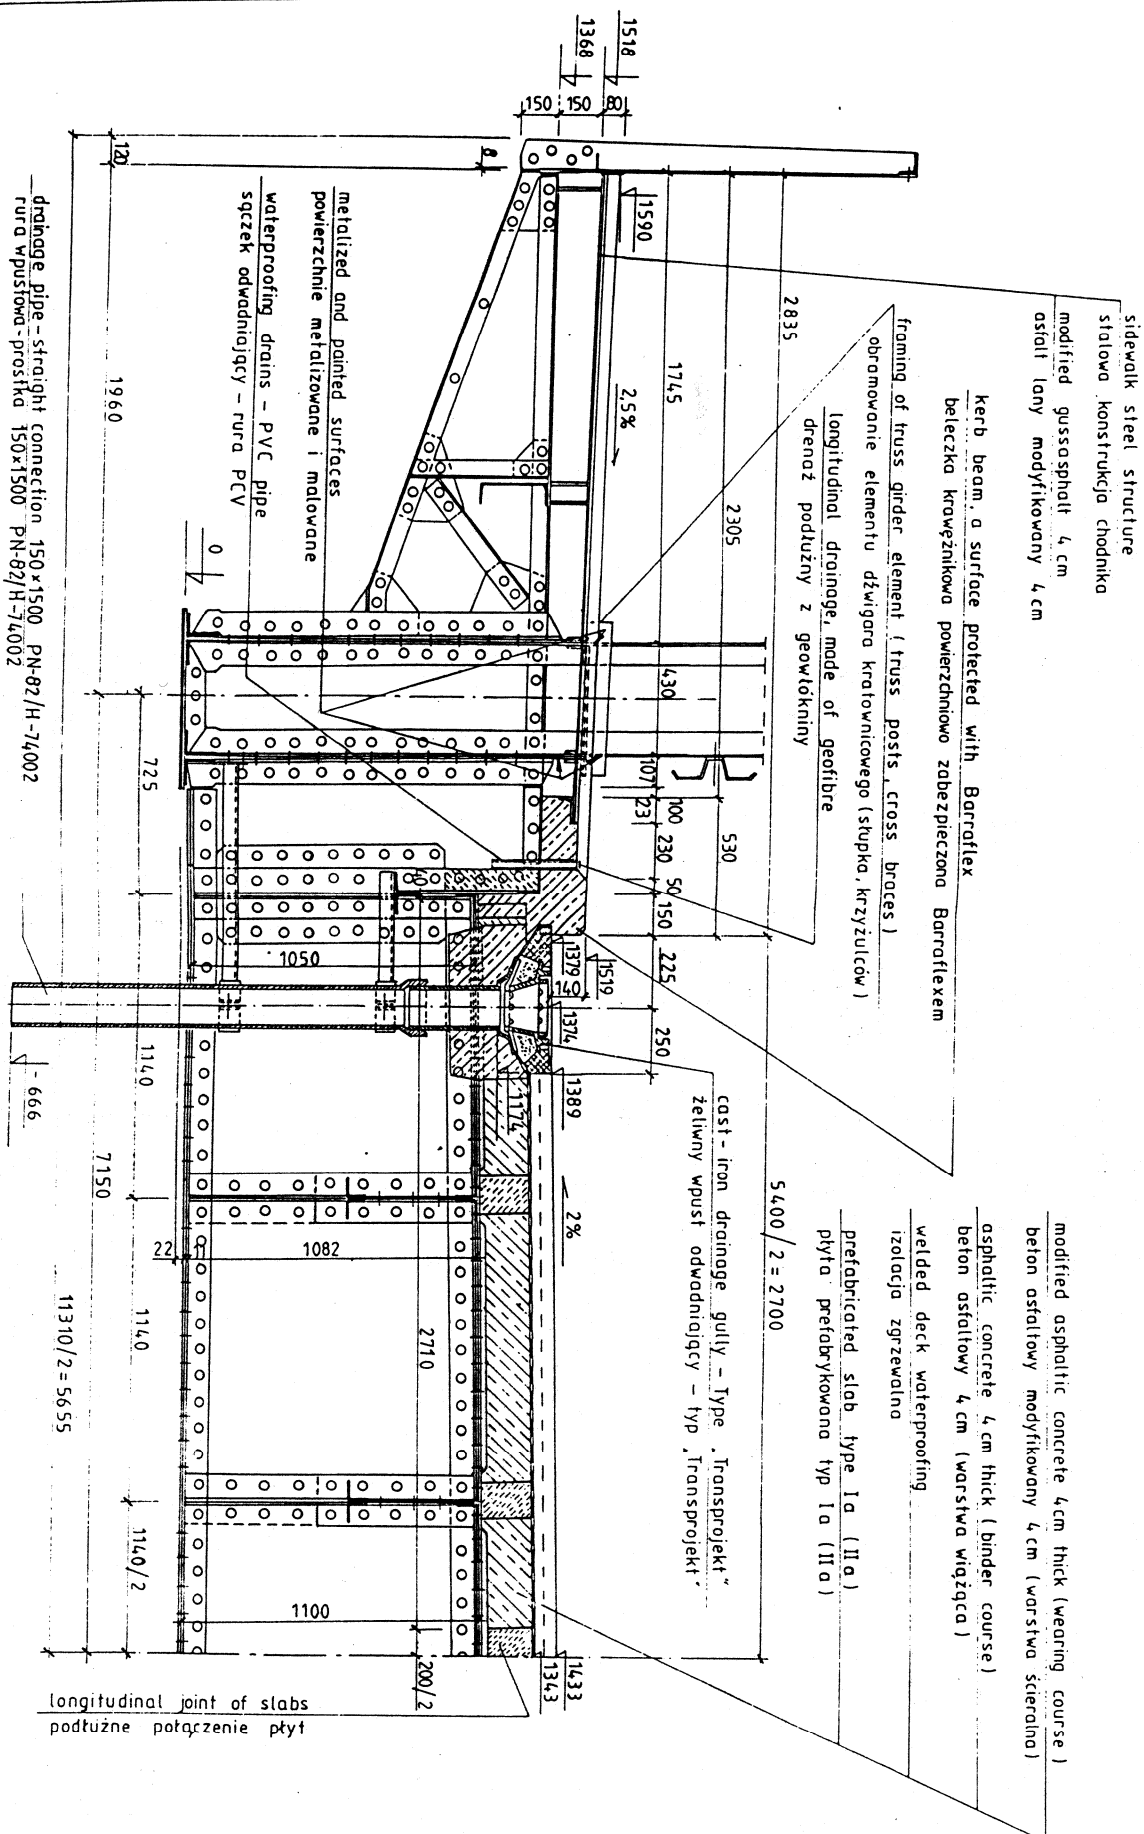 sidewalk steel structure
stalowa konstrukcja chodnika
modified gussasphalt 4 cm
asfalt lany modyfikowany 4 cm
kerb beam, a surface protected with Barraflex
beleczka krawężnikowa powierzchniowo zabezpieczona Barraflexem
framing of truss girder element (truss posts, cross braces)
obramowanie elementu dźwigara kratownicowego (słupka, krzyżulców)
longitudinal drainage, made of geofibre
drenaż podłużny z geowłókniny
modified asphaltic concrete 4cm thick (wearing course)
beton asfaltowy modyfikowany 4 cm (warstwa ścieralna)
asphaltic concrete 4 cm thick (binder course)
beton asfaltowy 4 cm (warstwa wiążąca)
welded deck waterproofing
izolacja zgrzewalna
prefabricated slab type Ia (IIa)
płyta prefabrykowana typ Ia (IIa)
cast-iron drainage gully - Type „Transprojekt"
żeliwny wpust odwadniający - typ „Transprojekt"
2835
5400/2=2700
2305
530
1745
430
107
100
23
230
50
150
225
250
1518
1368
80
150
150
1590
2,5%
2%
1379
1519
140
1374
1389
1174
1433
1343
8
120
0
40
1050
1082
22
11
2710
1100
200/2
metalized and painted surfaces
powierzchnie metalizowane i malowane
waterproofing drains - PVC pipe
sączek odwadniający - rura PCV
1960
725
1140
1140
1140/2
7150
11310/2=5655
- 666
drainage pipe - straight connection 150×1500 PN-82/H-74002
rura wpustowa-prostka 150×1500 PN-82/H-74002
longitudinal joint of slabs
podłużne połączenie płyt